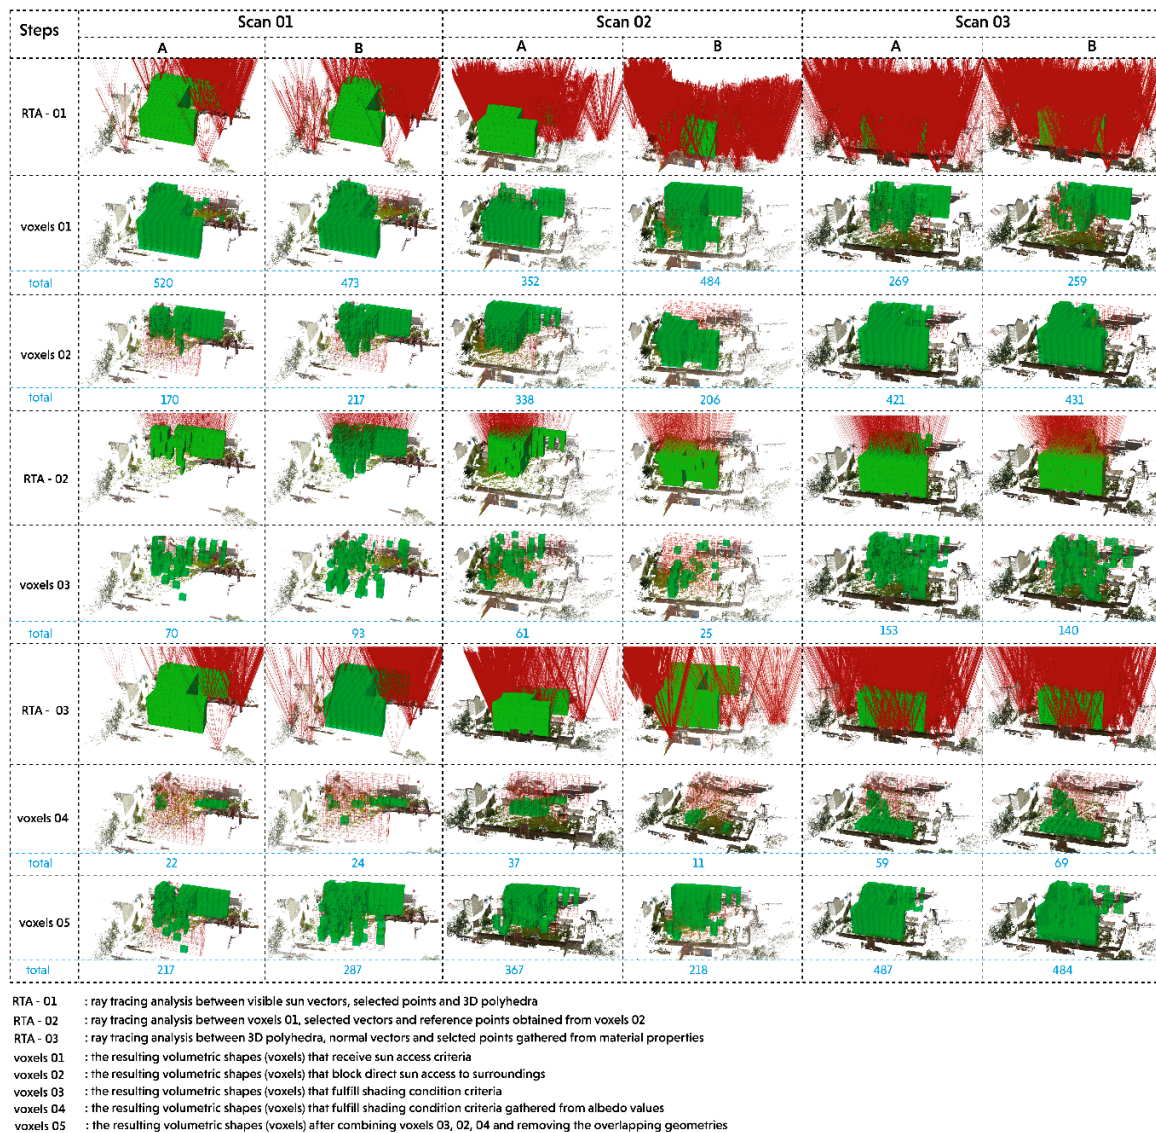 Steps Scan 01 Scan 02 Scan 03
A B A B A B
RTA - 01
voxels 01
total 520 473 352 484 269 259
voxels 02
total 170 217 338 206 421 431
RTA - 02
voxels 03
total 70 93 61 25 153 140
RTA - 03
voxels 04
total 22 24 37 11 59 69
voxels 05
total 217 287 367 218 487 484
RTA - 01 : ray tracing analysis between visible sun vectors, selected points and 3D polyhedra
RTA - 02 : ray tracing analysis between voxels 01, selected vectors and reference points obtained from voxels 02
RTA - 03 : ray tracing analysis between 3D polyhedra, normal vectors and selcted points gathered from material properties
voxels 01 : the resulting volumetric shapes (voxels) that receive sun access criteria
voxels 02 : the resulting volumetric shapes (voxels) that block direct sun access to surroundings
voxels 03 : the resulting volumetric shapes (voxels) that fulfill shading condition criteria
voxels 04 : the resulting volumetric shapes (voxels) that fulfill shading condition criteria gathered from albedo values
voxels 05 : the resulting volumetric shapes (voxels) after combining voxels 03, 02, 04 and removing the overlapping geometries